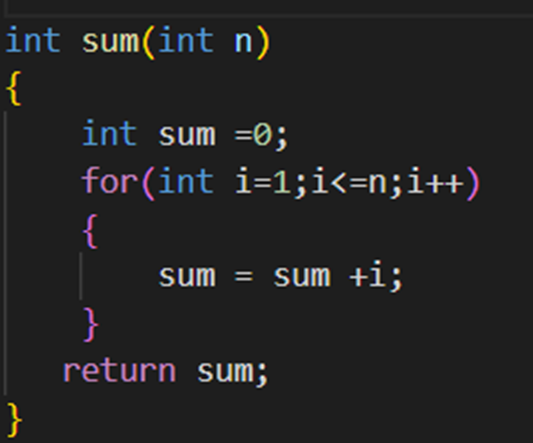 int sum(int n)
{
    int sum =0;
    for(int i=1;i<=n;i++)
    {
        sum = sum +i;
    }
   return sum;
}